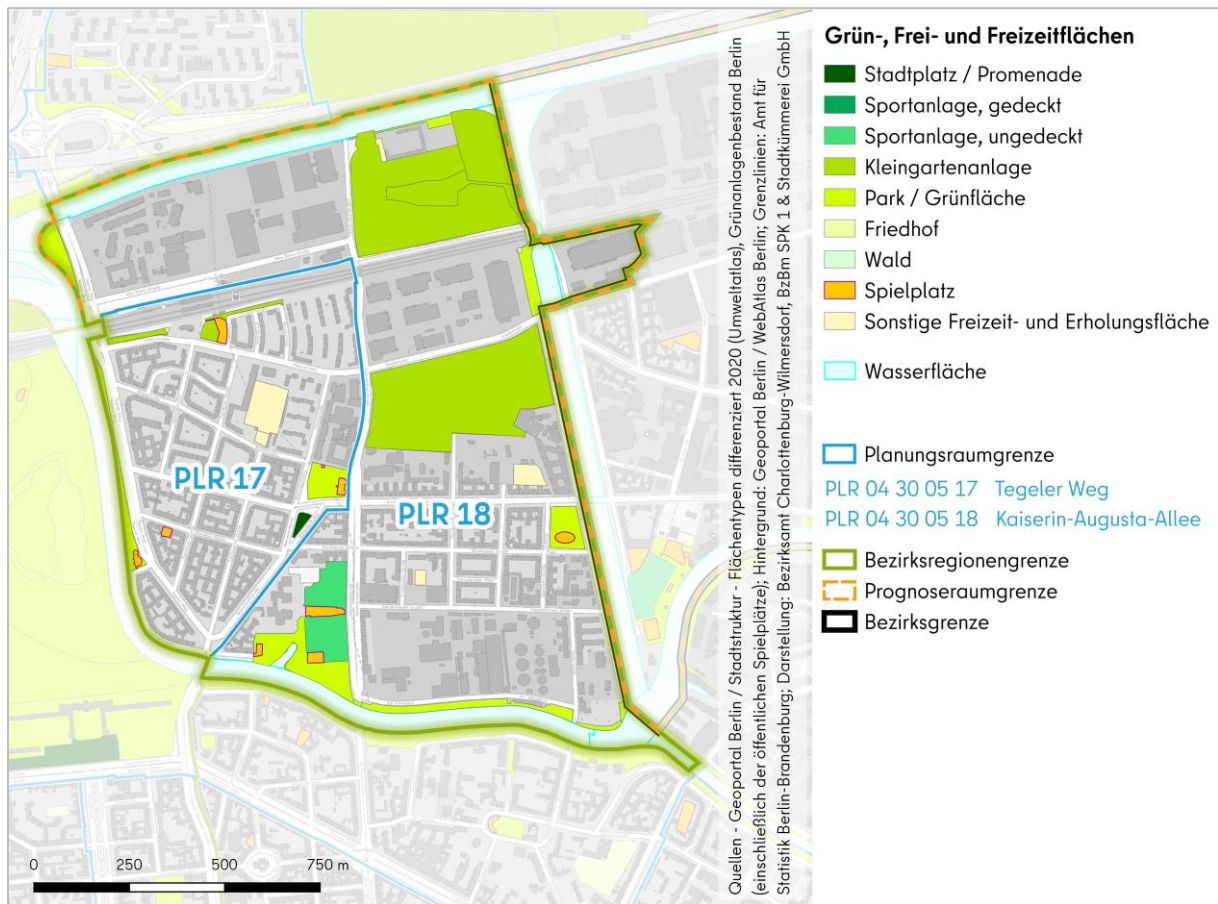 Grün-, Frei- und Freizeitflächen
Stadtplatz / Promenade
Sportanlage, gedeckt
Sportanlage, ungedeckt
Kleingartenanlage
Park / Grünfläche
Friedhof
Wald
Spielplatz
Sonstige Freizeit- und Erholungsfläche
Wasserfläche
Planungsraumgrenze
PLR 04 30 05 17 Tegeler Weg
PLR 04 30 05 18 Kaiserin-Augusta-Allee
Bezirksregionengrenze
Prognoseraumgrenze
Bezirksgrenze
PLR 17
PLR 18
0 250 500 750 m
Quellen - Geoportal Berlin / Stadtstruktur - Flächentypen differenziert 2020 (Umweltatlas), Grünanlagenbestand Berlin
(einschließlich der öffentlichen Spielplätze); Hintergrund: Geoportal Berlin / WebAtlas Berlin; Grenzlinien: Amt für
Statistik Berlin-Brandenburg; Darstellung: Bezirksamt Charlottenburg-Wilmersdorf, BzBm SPK 1 & Stadtkümmerei GmbH